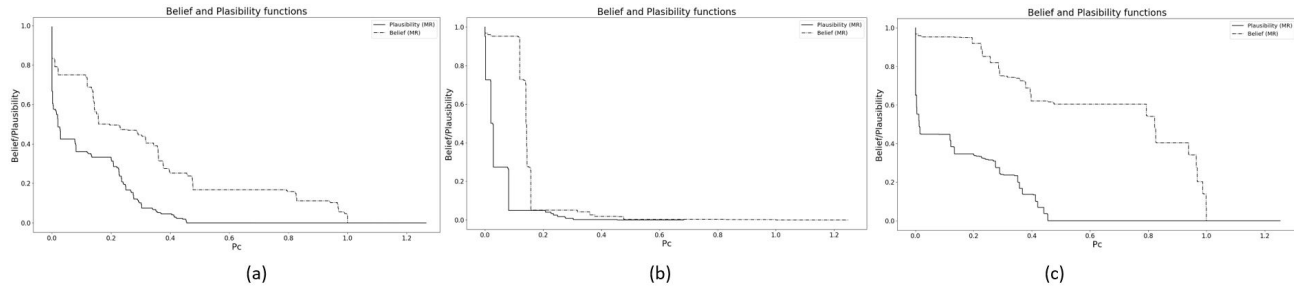 Belief and Plasibility functions
Plausibility (MR)
Belief (MR)
Belief/Plausibility
1.0
0.8
0.6
0.4
0.2
0.0
0.0 0.2 0.4 0.6 0.8 1.0 1.2
Pc
(a)
Belief and Plasibility functions
Plausibility (MR)
Belief (MR)
Belief/Plausibility
1.0
0.8
0.6
0.4
0.2
0.0
0.0 0.2 0.4 0.6 0.8 1.0 1.2
Pc
(b)
Belief and Plasibility functions
Plausibility (MR)
Belief (MR)
Belief/Plausibility
1.0
0.8
0.6
0.4
0.2
0.0
0.0 0.2 0.4 0.6 0.8 1.0 1.2
Pc
(c)